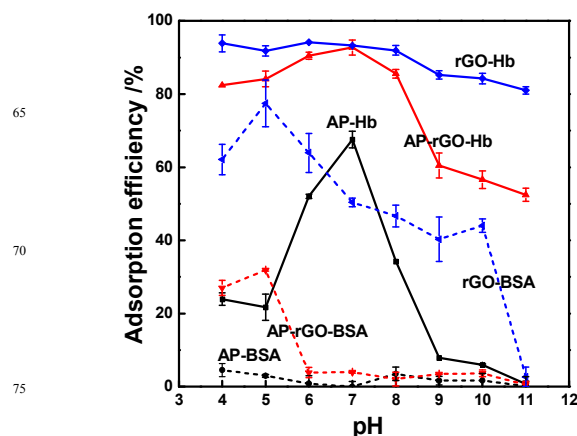 100
80
60
40
20
0
Adsorption efficiency /%
rGO-Hb
AP-Hb
AP-rGO-Hb
rGO-BSA
AP-rGO-BSA
AP-BSA
3 4 5 6 7 8 9 10 11 12
pH
65
70
75